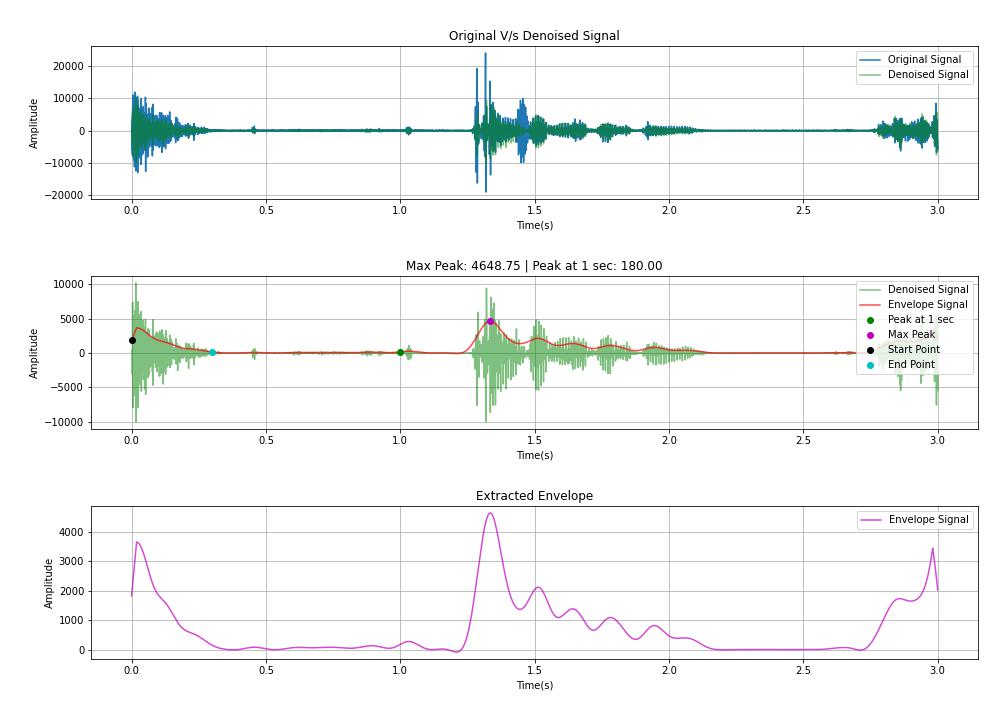 Original V/s Denoised Signal
Amplitude
20000
10000
0
−10000
−20000
Original Signal
Denoised Signal
0.0 0.5 1.0 1.5 2.0 2.5 3.0
Time(s)
Max Peak: 4648.75 | Peak at 1 sec: 180.00
Amplitude
10000
5000
0
−5000
−10000
Denoised Signal
Envelope Signal
Peak at 1 sec
Max Peak
Start Point
End Point
0.0 0.5 1.0 1.5 2.0 2.5 3.0
Time(s)
Extracted Envelope
Amplitude
4000
3000
2000
1000
0
Envelope Signal
0.0 0.5 1.0 1.5 2.0 2.5 3.0
Time(s)